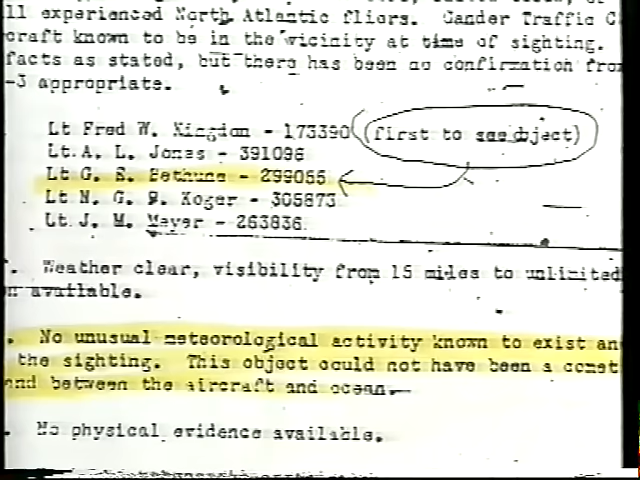 11 experienced North Atlantic fliers. Gander Traffic C
craft known to be in the vicinity at time of sighting.
facts as stated, but there has been no confirmation fro
-3 appropriate.
Lt Fred W. Kingdon - 173390 (first to see object)
Lt. A. L. Jones - 391096
Lt G. E. Bethune - 299055
Lt N. G. P. Koger - 305873
Lt J. M. Meyer - 263836
. Weather clear, visibility from 15 miles to unlimited
available.
. No unusual meteorological activity known to exist an
the sighting. This object could not have been a const
and between the aircraft and ocean.
. No physical evidence available.